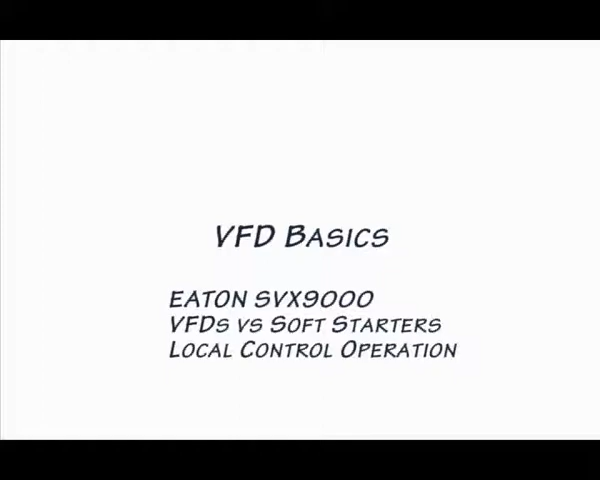 VFD Basics
EATON SVX9000
VFDs vs Soft Starters
Local Control Operation